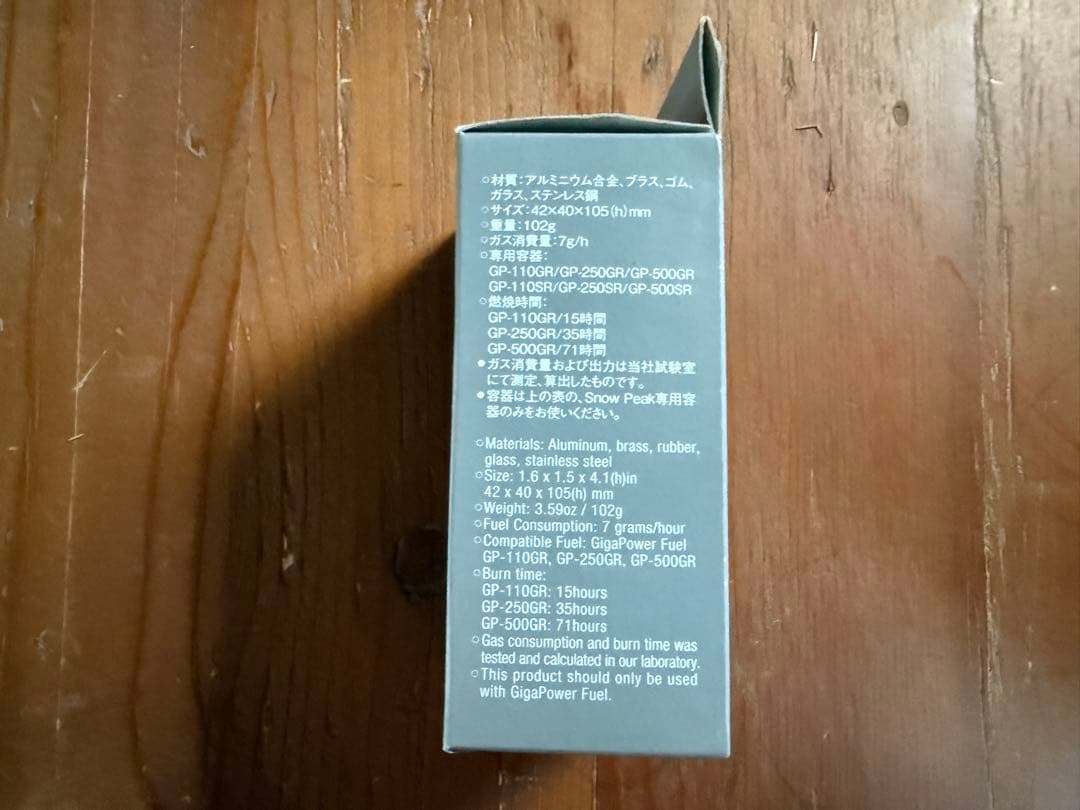 ○材質:アルミニウム合金、ブラス、ゴム、
ガラス、ステンレス鋼
○サイズ:42×40×105(h)mm
○重量:102g
○ガス消費量:7g/h
○専用容器:
GP-110GR/GP-250GR/GP-500GR
GP-110SR/GP-250SR/GP-500SR
○燃焼時間:
GP-110GR/15時間
GP-250GR/35時間
GP-500GR/71時間
●ガス消費量および出力は当社試験室
にて測定、算出したものです。
●容器は上の表の、Snow Peak専用容
器のみをお使いください。
○Materials: Aluminum, brass, rubber,
glass, stainless steel
○Size: 1.6 x 1.5 x 4.1(h)in
42 x 40 x 105(h) mm
○Weight: 3.59oz / 102g
○Fuel Consumption: 7 grams/hour
○Compatible Fuel: GigaPower Fuel
GP-110GR, GP-250GR, GP-500GR
○Burn time:
GP-110GR: 15hours
GP-250GR: 35hours
GP-500GR: 71hours
○Gas consumption and burn time was
tested and calculated in our laboratory.
○This product should only be used
with GigaPower Fuel.